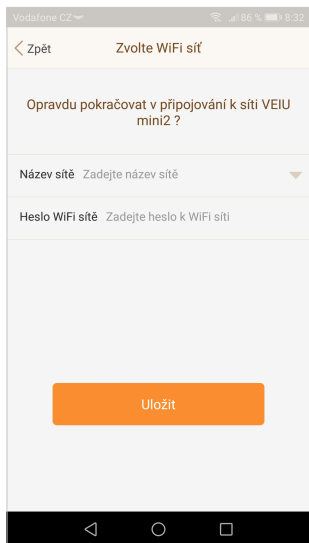 Vodafone CZ 86 % 8:32
Zpět Zvolte WiFi síť
Opravdu pokračovat v připojování k síti VEIU
mini2 ?
Název sítě Zadejte název sítě
Heslo WiFi sítě Zadejte heslo k WiFi síti
Uložit